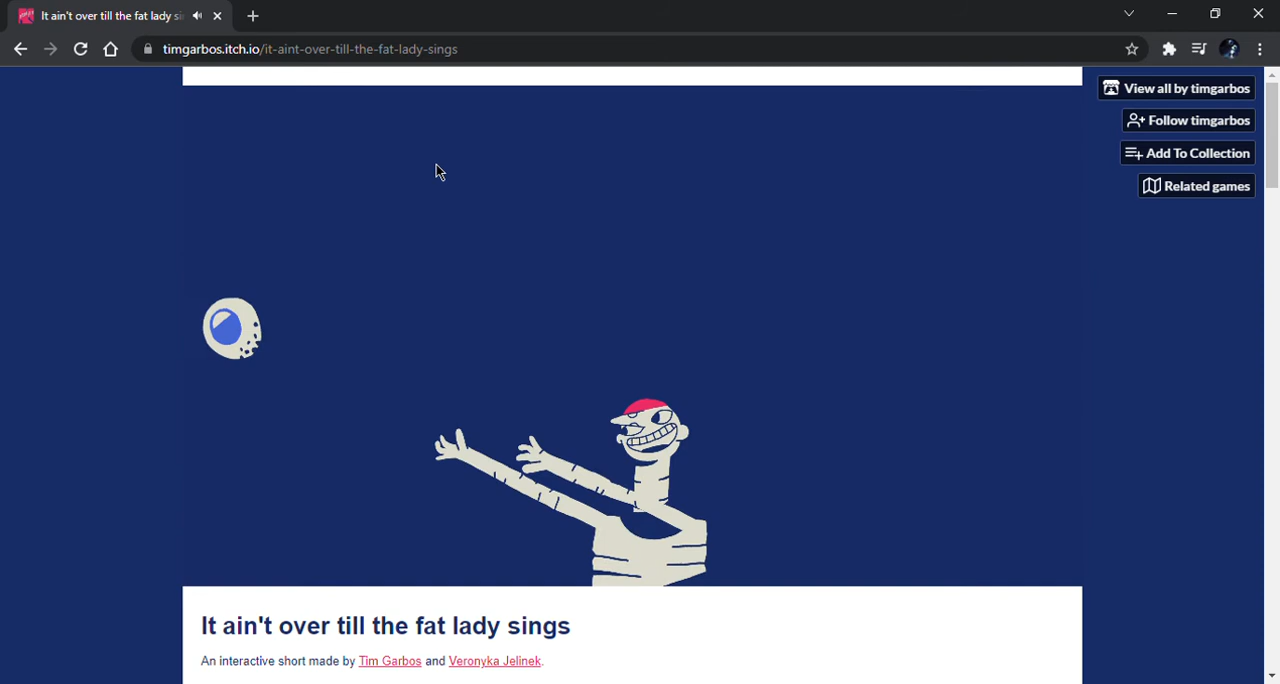 It ain't over till the fat lady si
timgarbos.itch.io/it-aint-over-till-the-fat-lady-sings
View all by timgarbos
Follow timgarbos
Add To Collection
Related games
It ain't over till the fat lady sings
An interactive short made by Tim Garbos and Veronyka Jelinek.